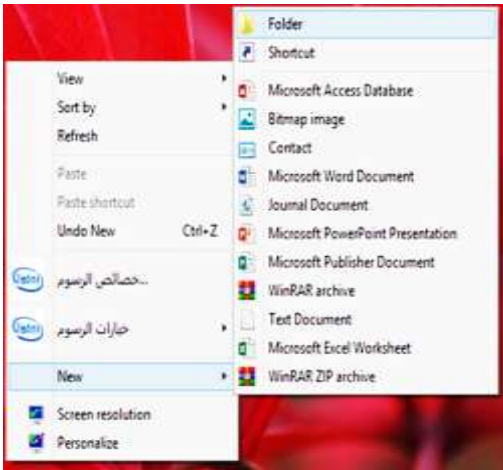 View
Sort by
Refresh
Paste
Paste shortcut
Undo New Ctrl+Z
خصائص الرسوم...
خيارات الرسوم
New
Screen resolution
Personalize
Folder
Shortcut
Microsoft Access Database
Bitmap image
Contact
Microsoft Word Document
Journal Document
Microsoft PowerPoint Presentation
Microsoft Publisher Document
WinRAR archive
Text Document
Microsoft Excel Worksheet
WinRAR ZIP archive